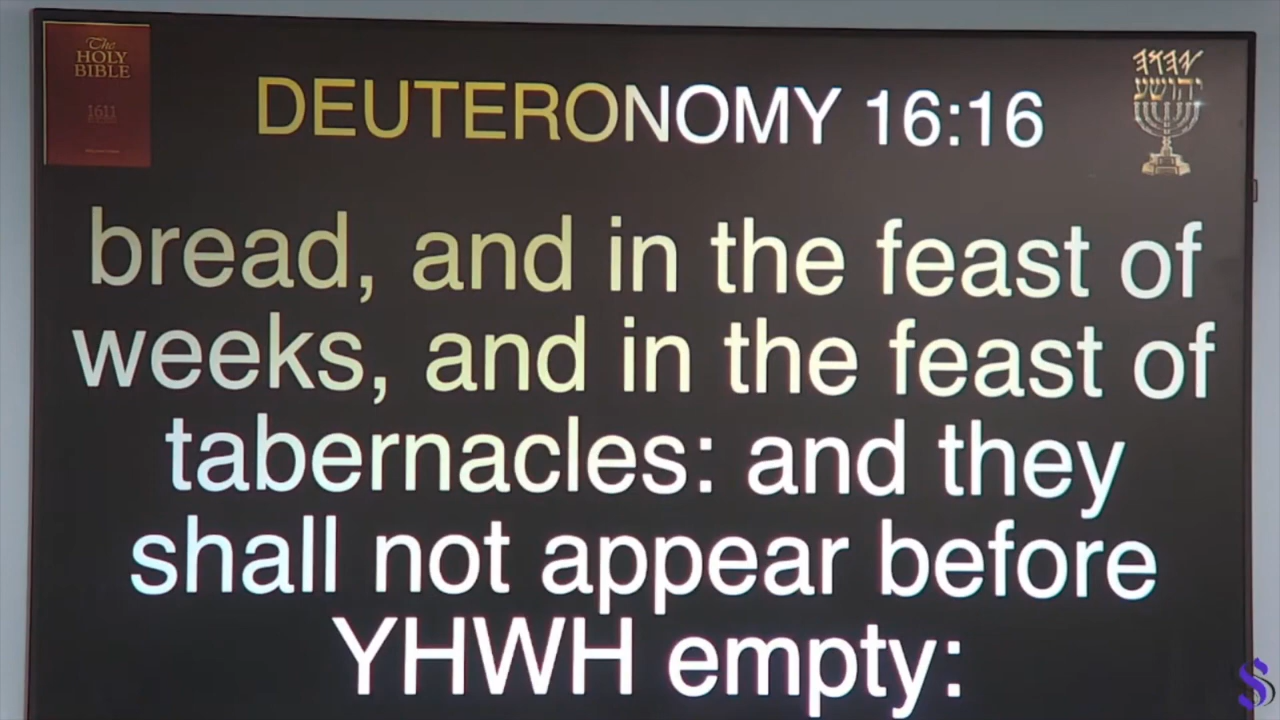 The
HOLY
BIBLE
1611
DEUTERONOMY 16:16
𐤉𐤄𐤅𐤄
יהושע
bread, and in the feast of
weeks, and in the feast of
tabernacles: and they
shall not appear before
YHWH empty:
S